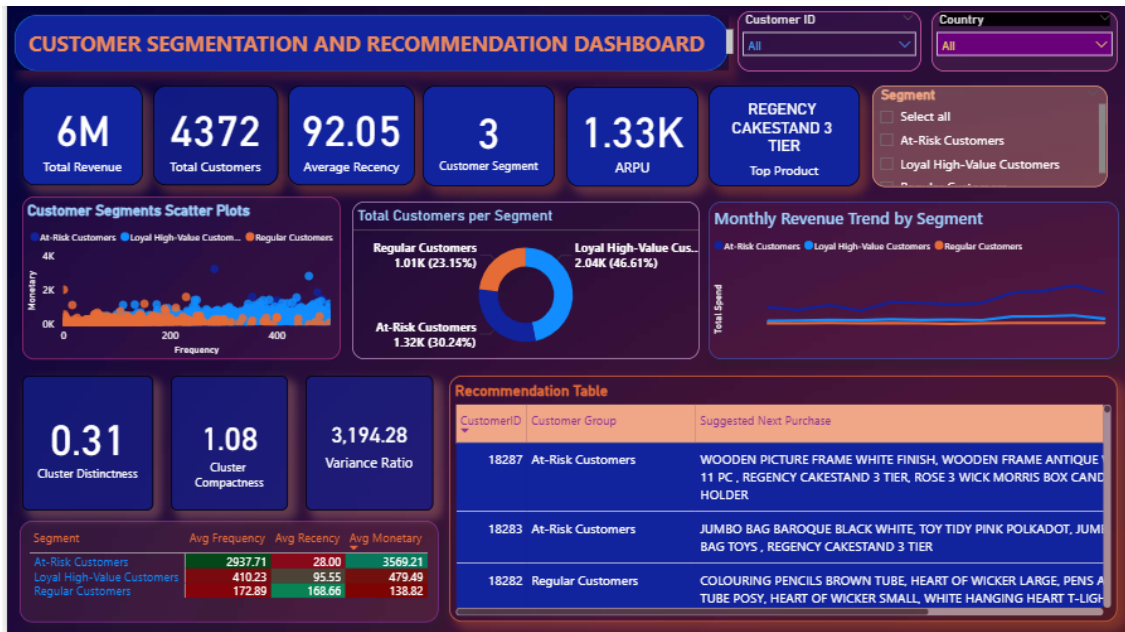 CUSTOMER SEGMENTATION AND RECOMMENDATION DASHBOARD
Customer ID
All
Country
All
6M
Total Revenue
4372
Total Customers
92.05
Average Recency
3
Customer Segment
1.33K
ARPU
REGENCY
CAKESTAND 3
TIER
Top Product
Segment
Select all
At-Risk Customers
Loyal High-Value Customers
Customer Segments Scatter Plots
At-Risk Customers Loyal High-Value Custom... Regular Customers
Monetary
4K
2K
0K
0 200 400
Frequency
Total Customers per Segment
Regular Customers
1.01K (23.15%)
Loyal High-Value Cus...
2.04K (46.61%)
At-Risk Customers
1.32K (30.24%)
Monthly Revenue Trend by Segment
At-Risk Customers Loyal High-Value Customers Regular Customers
Total Spend
0.31
Cluster Distinctness
1.08
Cluster
Compactness
3,194.28
Variance Ratio
Segment Avg Frequency Avg Recency Avg Monetary
At-Risk Customers 2937.71 28.00 3569.21
Loyal High-Value Customers 410.23 95.55 479.49
Regular Customers 172.89 168.66 138.82
Recommendation Table
CustomerID Customer Group Suggested Next Purchase
18287 At-Risk Customers WOODEN PICTURE FRAME WHITE FINISH, WOODEN FRAME ANTIQUE
11 PC , REGENCY CAKESTAND 3 TIER, ROSE 3 WICK MORRIS BOX CAND
HOLDER
18283 At-Risk Customers JUMBO BAG BAROQUE BLACK WHITE, TOY TIDY PINK POLKADOT, JUM
BAG TOYS , REGENCY CAKESTAND 3 TIER
18282 Regular Customers COLOURING PENCILS BROWN TUBE, HEART OF WICKER LARGE, PENS
TUBE POSY, HEART OF WICKER SMALL, WHITE HANGING HEART T-LIGH